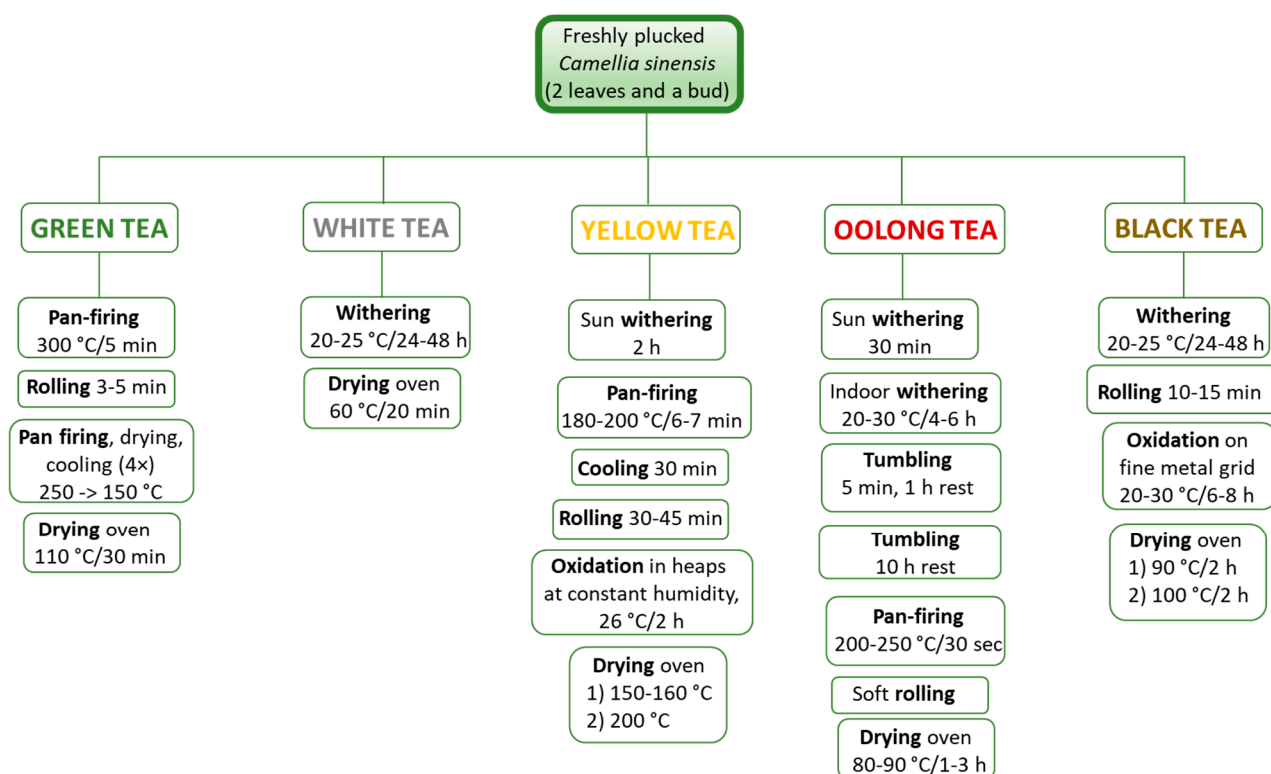 Freshly plucked
Camellia sinensis
(2 leaves and a bud)
GREEN TEA
Pan-firing
300 °C/5 min
Rolling 3-5 min
Pan firing, drying,
cooling (4×)
250 -> 150 °C
Drying oven
110 °C/30 min
WHITE TEA
Withering
20-25 °C/24-48 h
Drying oven
60 °C/20 min
YELLOW TEA
Sun withering
2 h
Pan-firing
180-200 °C/6-7 min
Cooling 30 min
Rolling 30-45 min
Oxidation in heaps
at constant humidity,
26 °C/2 h
Drying oven
1) 150-160 °C
2) 200 °C
OOLONG TEA
Sun withering
30 min
Indoor withering
20-30 °C/4-6 h
Tumbling
5 min, 1 h rest
Tumbling
10 h rest
Pan-firing
200-250 °C/30 sec
Soft rolling
Drying oven
80-90 °C/1-3 h
BLACK TEA
Withering
20-25 °C/24-48 h
Rolling 10-15 min
Oxidation on
fine metal grid
20-30 °C/6-8 h
Drying oven
1) 90 °C/2 h
2) 100 °C/2 h